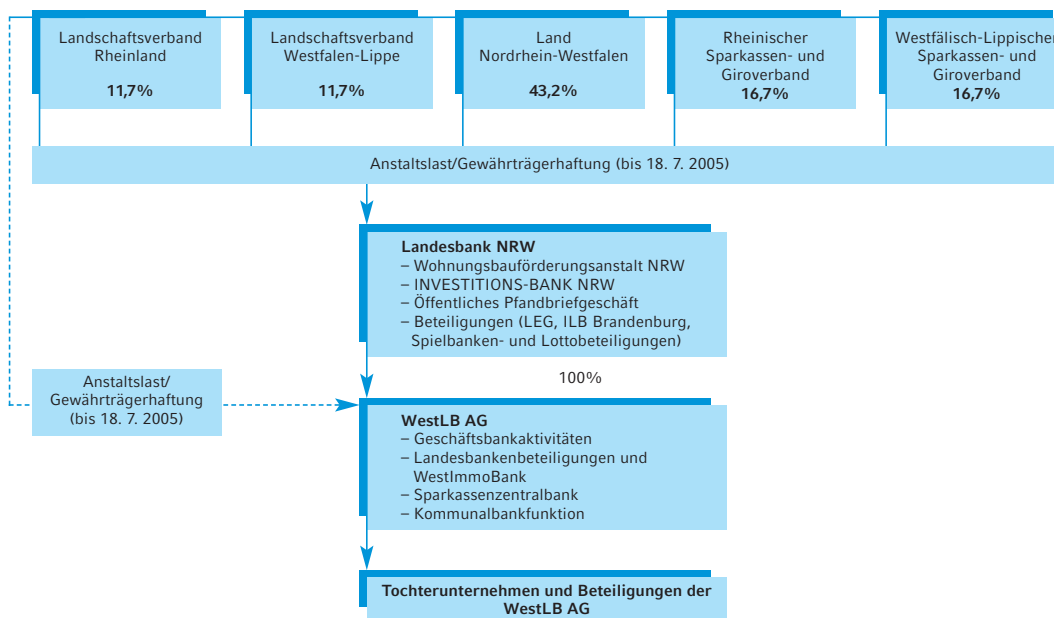 Landschaftsverband
Rheinland
11,7%
Landschaftsverband
Westfalen-Lippe
11,7%
Land
Nordrhein-Westfalen
43,2%
Rheinischer
Sparkassen- und
Giroverband
16,7%
Westfälisch-Lippischer
Sparkassen- und
Giroverband
16,7%
Anstaltslast/Gewährträgerhaftung (bis 18. 7. 2005)
Landesbank NRW
– Wohnungsbauförderungsanstalt NRW
– INVESTITIONS-BANK NRW
– Öffentliches Pfandbriefgeschäft
– Beteiligungen (LEG, ILB Brandenburg,
Spielbanken- und Lottobeteiligungen)
100%
Anstaltslast/
Gewährträgerhaftung
(bis 18. 7. 2005)
WestLB AG
– Geschäftsbankaktivitäten
– Landesbankenbeteiligungen und
WestImmoBank
– Sparkassenzentralbank
– Kommunalbankfunktion
Tochterunternehmen und Beteiligungen der
WestLB AG